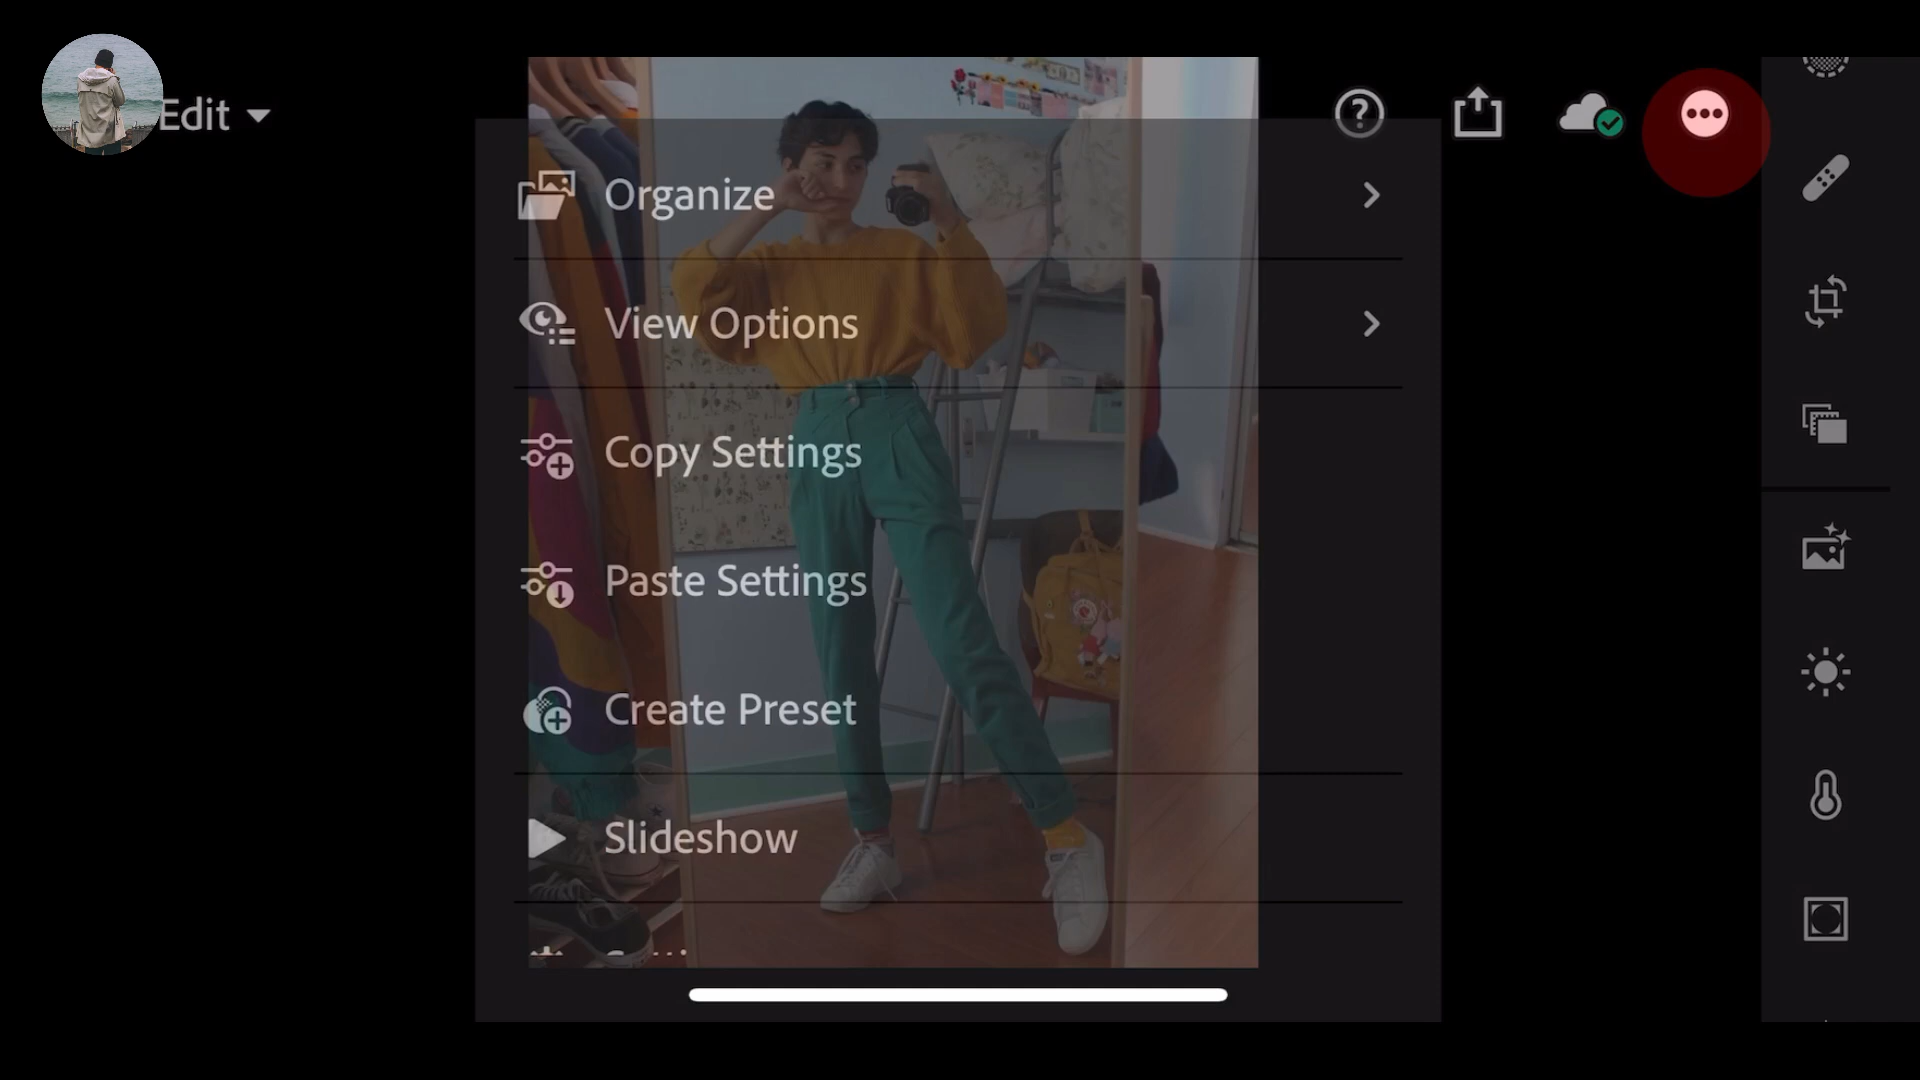 Edit
Organize
View Options
Copy Settings
Paste Settings
Create Preset
Slideshow